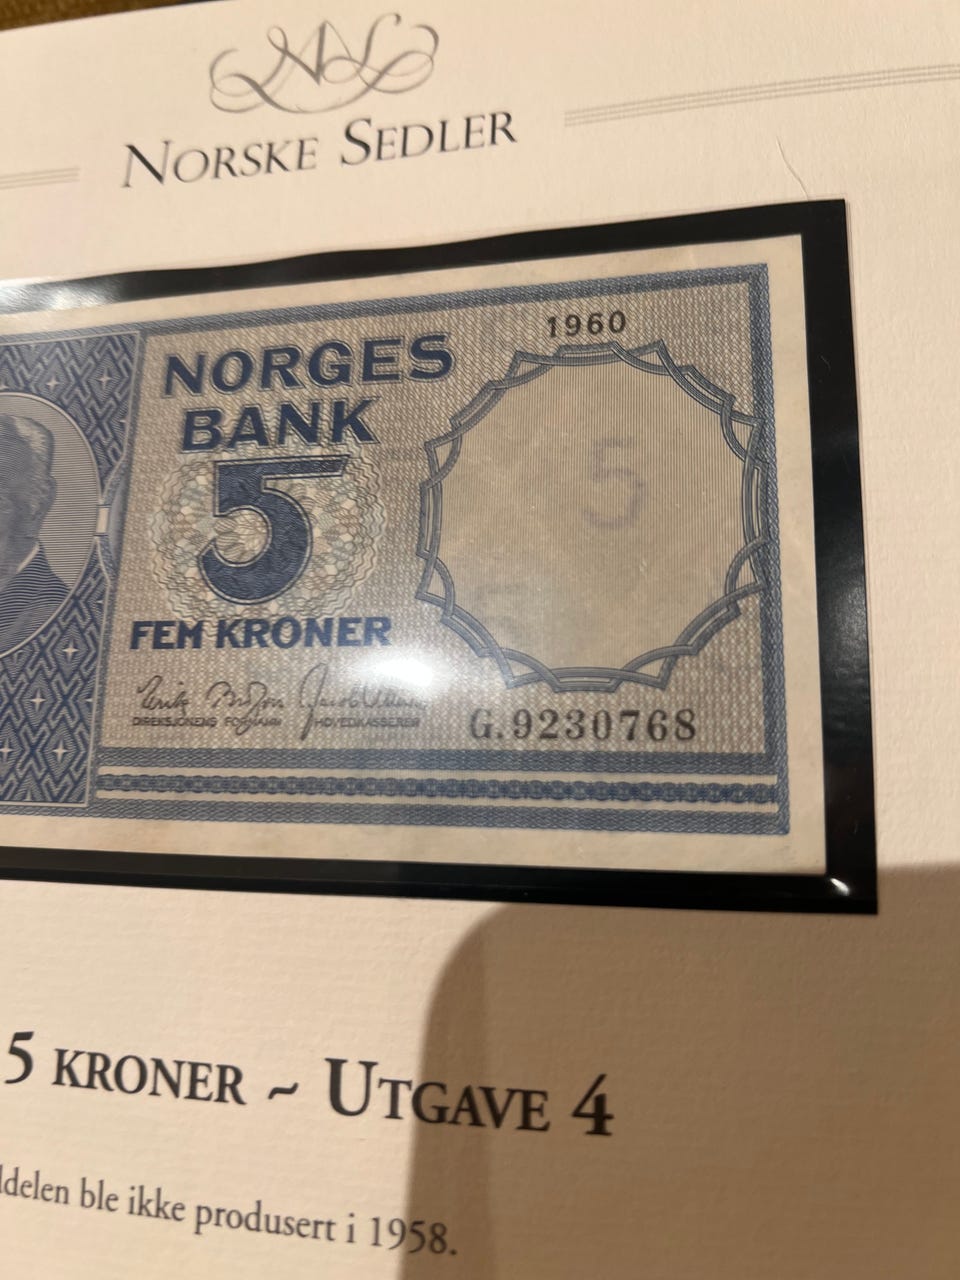 NORSKE SEDLER
1960
NORGES
BANK
5
5
FEM KRONER
DIREKSJONENS FORMANN HOVEDKASSERER
G.9230768
5 KRONER ~ UTGAVE 4
ble ikke produsert i 1958.